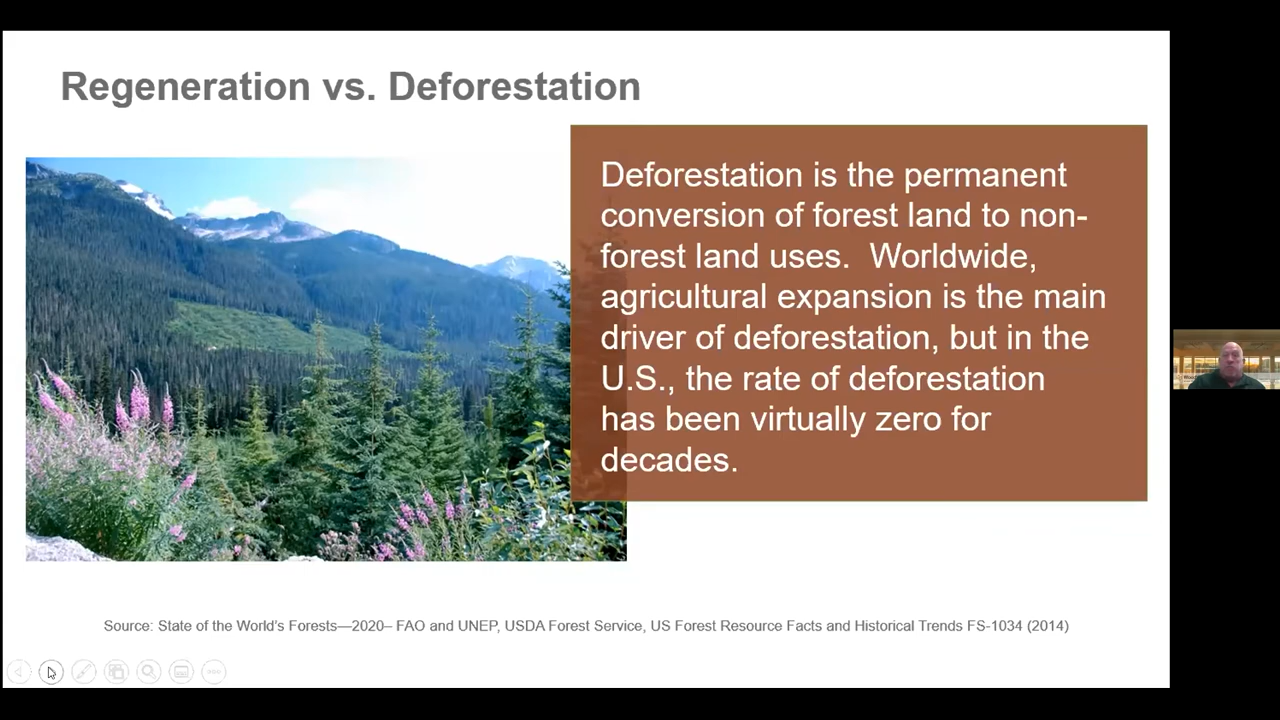 Regeneration vs. Deforestation
Deforestation is the permanent
conversion of forest land to non-
forest land uses.  Worldwide,
agricultural expansion is the main
driver of deforestation, but in the
U.S., the rate of deforestation
has been virtually zero for
decades.
Source: State of the World's Forests—2020– FAO and UNEP, USDA Forest Service, US Forest Resource Facts and Historical Trends FS-1034 (2014)